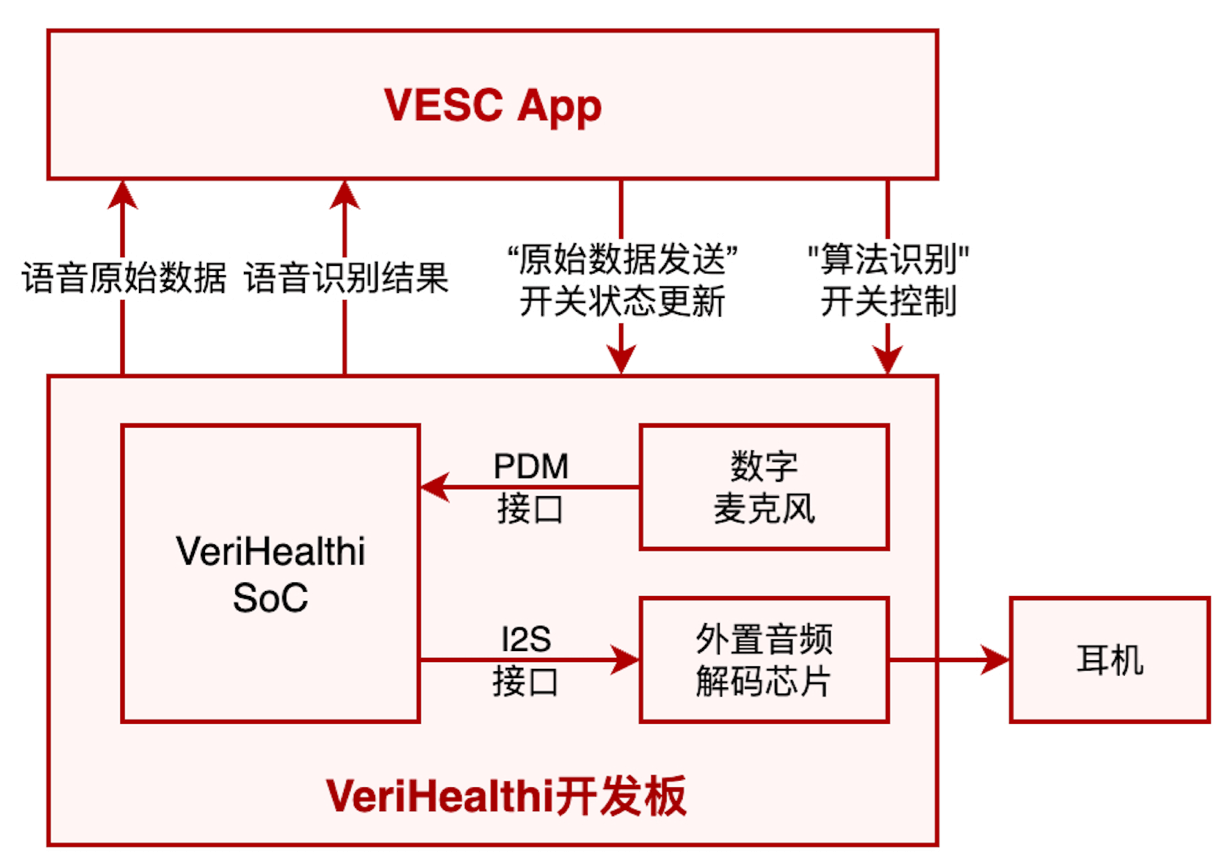 VESC App
语音原始数据
语音识别结果
“原始数据发送”
开关状态更新
"算法识别"
开关控制
VeriHealthi
SoC
PDM
接口
数字
麦克风
I2S
接口
外置音频
解码芯片
耳机
VeriHealthi开发板